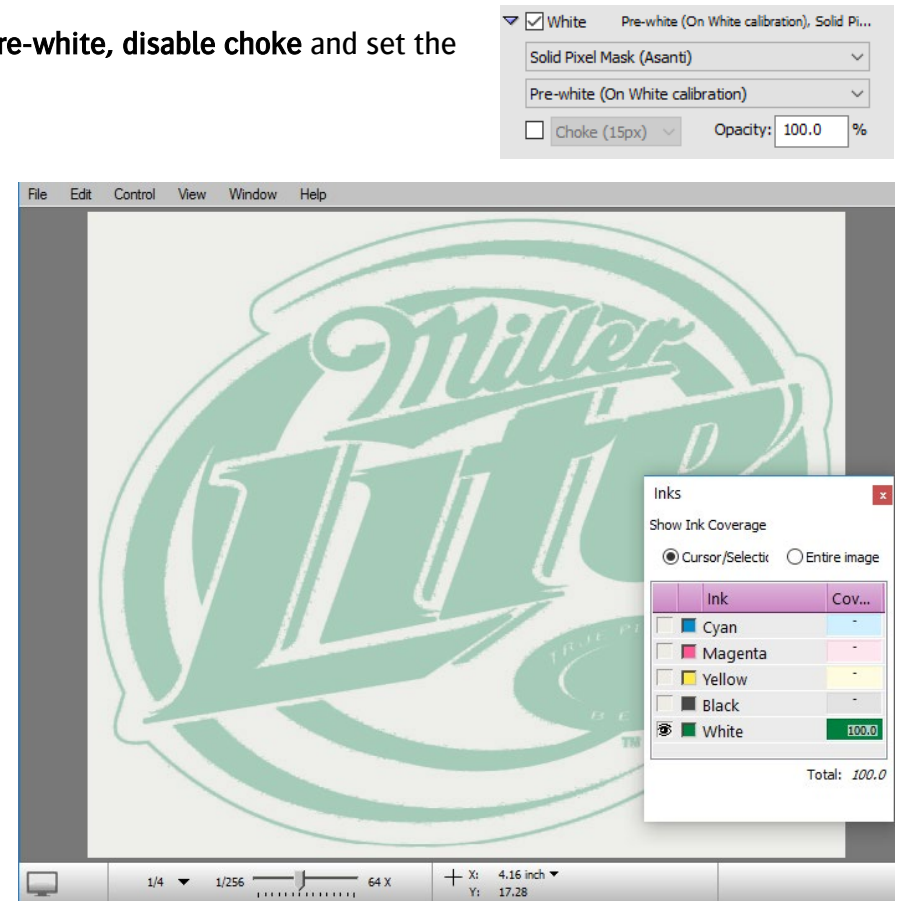 re-white, disable choke and set the
White Pre-white (On White calibration), Solid Pi...
Solid Pixel Mask (Asanti)
Pre-white (On White calibration)
Choke (15px) Opacity: 100.0 %
File Edit Control View Window Help
Miller
Lite
TRUE PI
BE
TM
Inks x
Show Ink Coverage
Cursor/Selectic Entire image
Ink Cov...
Cyan -
Magenta -
Yellow -
Black -
White 100.0
Total: 100.0
1/4 1/256 64 X X: 4.16 inch
Y: 17.28